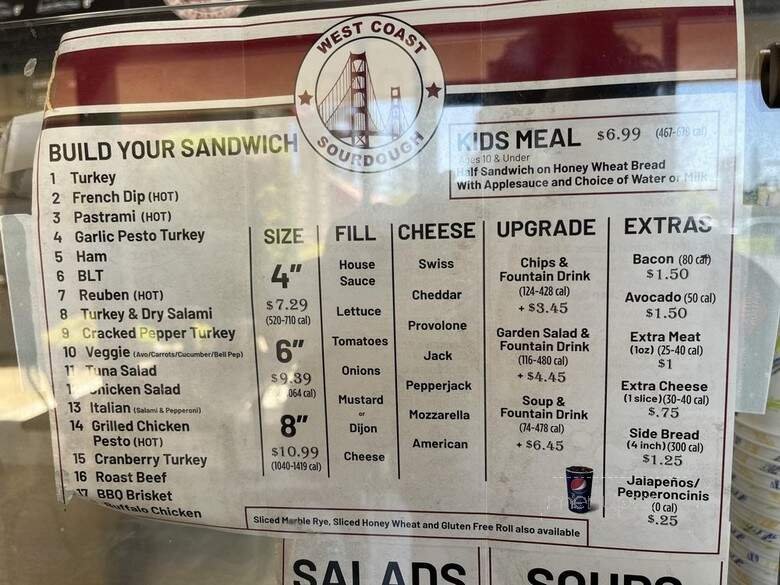 WEST COAST
SOURDOUGH
BUILD YOUR SANDWICH
1 Turkey
2 French Dip (HOT)
3 Pastrami (HOT)
4 Garlic Pesto Turkey
5 Ham
6 BLT
7 Reuben (HOT)
8 Turkey & Dry Salami
9 Cracked Pepper Turkey
10 Veggie (Avo/Carrots/Cucumber/Bell Pep)
11 Tuna Salad
Chicken Salad
13 Italian (Salami & Pepperoni)
14 Grilled Chicken
Pesto (HOT)
15 Cranberry Turkey
16 Roast Beef
17 BBQ Brisket
Buffalo Chicken
KIDS MEAL $6.99
Ages 10 & Under
Half Sandwich on Honey Wheat Bread
With Applesauce and Choice of Water or Milk
SIZE
4"
$7.29
(520-710 cal)
6"
$9.39
cal)
8"
$10.99
(1040-1419 cal)
FILL
House
Sauce
Lettuce
Tomatoes
Onions
Mustard
or
Dijon
Cheese
CHEESE
Swiss
Cheddar
Provolone
Jack
Pepperjack
Mozzarella
American
UPGRADE
Chips &
Fountain Drink
(124-428 cal)
+ $3.45
Garden Salad &
Fountain Drink
(116-480 cal)
+ $4.45
Soup &
Fountain Drink
(74-478 cal)
+ $6.45
EXTRAS
Bacon (80 cal)
$1.50
Avocado (50 cal)
$1.50
Extra Meat
(1oz) (25-40 cal)
$1
Extra Cheese
(1 slice)(30-40 cal)
$.75
Side Bread
(4 inch)(300 cal)
$1.25
Jalapeños/
Pepperoncinis
(0 cal)
$.25
Sliced Marble Rye, Sliced Honey Wheat and Gluten Free Roll also available
SALADS
SOUPS